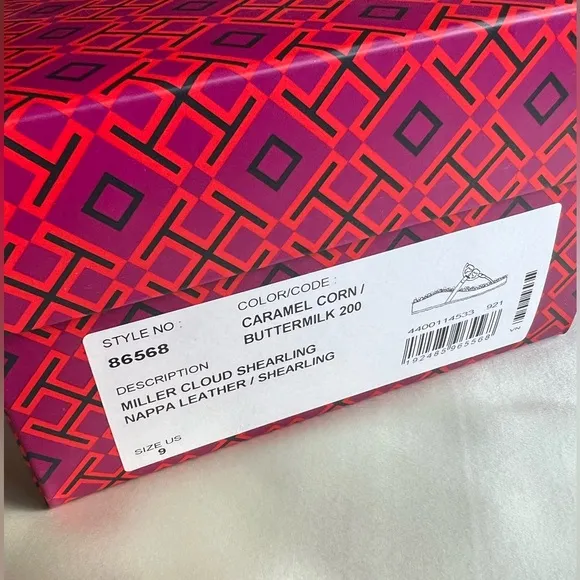 STYLE NO :
86568
COLOR/CODE :
CARAMEL CORN /
BUTTERMILK 200
DESCRIPTION
MILLER CLOUD SHEARLING
NAPPA LEATHER / SHEARLING
SIZE US
9
4400114533 921
192485965568
VN